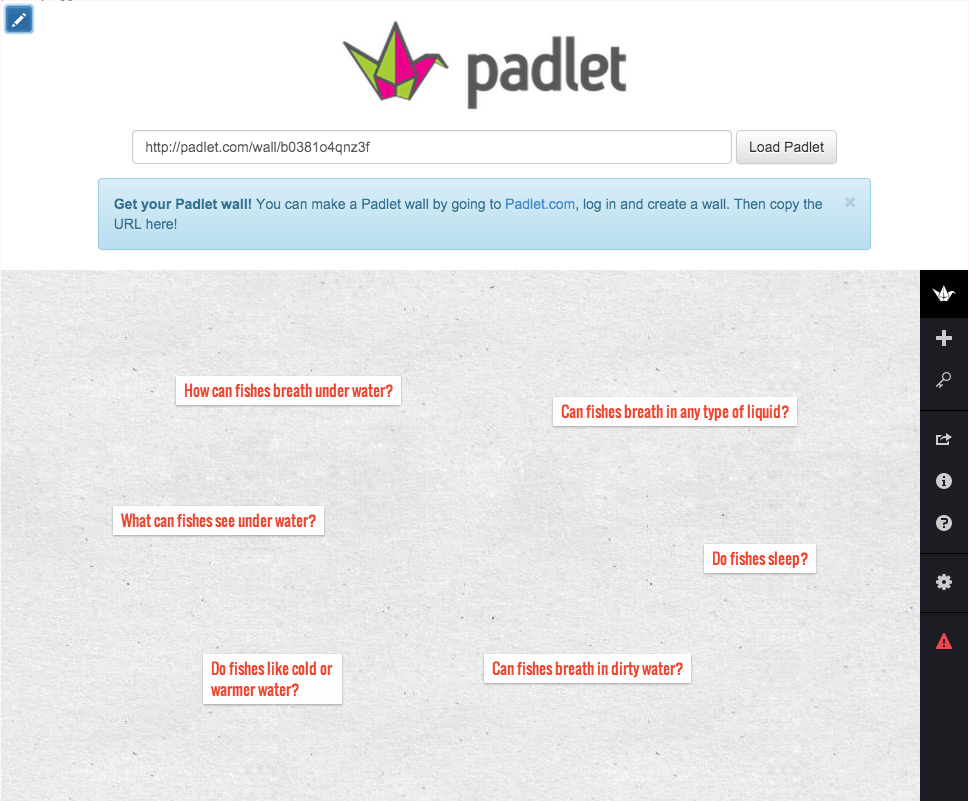 padlet
http://padlet.com/wall/b0381o4qnz3f
Load Padlet
Get your Padlet wall! You can make a Padlet wall by going to Padlet.com, log in and create a wall. Then copy the
URL here!
How can fishes breath under water?
Can fishes breath in any type of liquid?
What can fishes see under water?
Do fishes sleep?
Do fishes like cold or
warmer water?
Can fishes breath in dirty water?